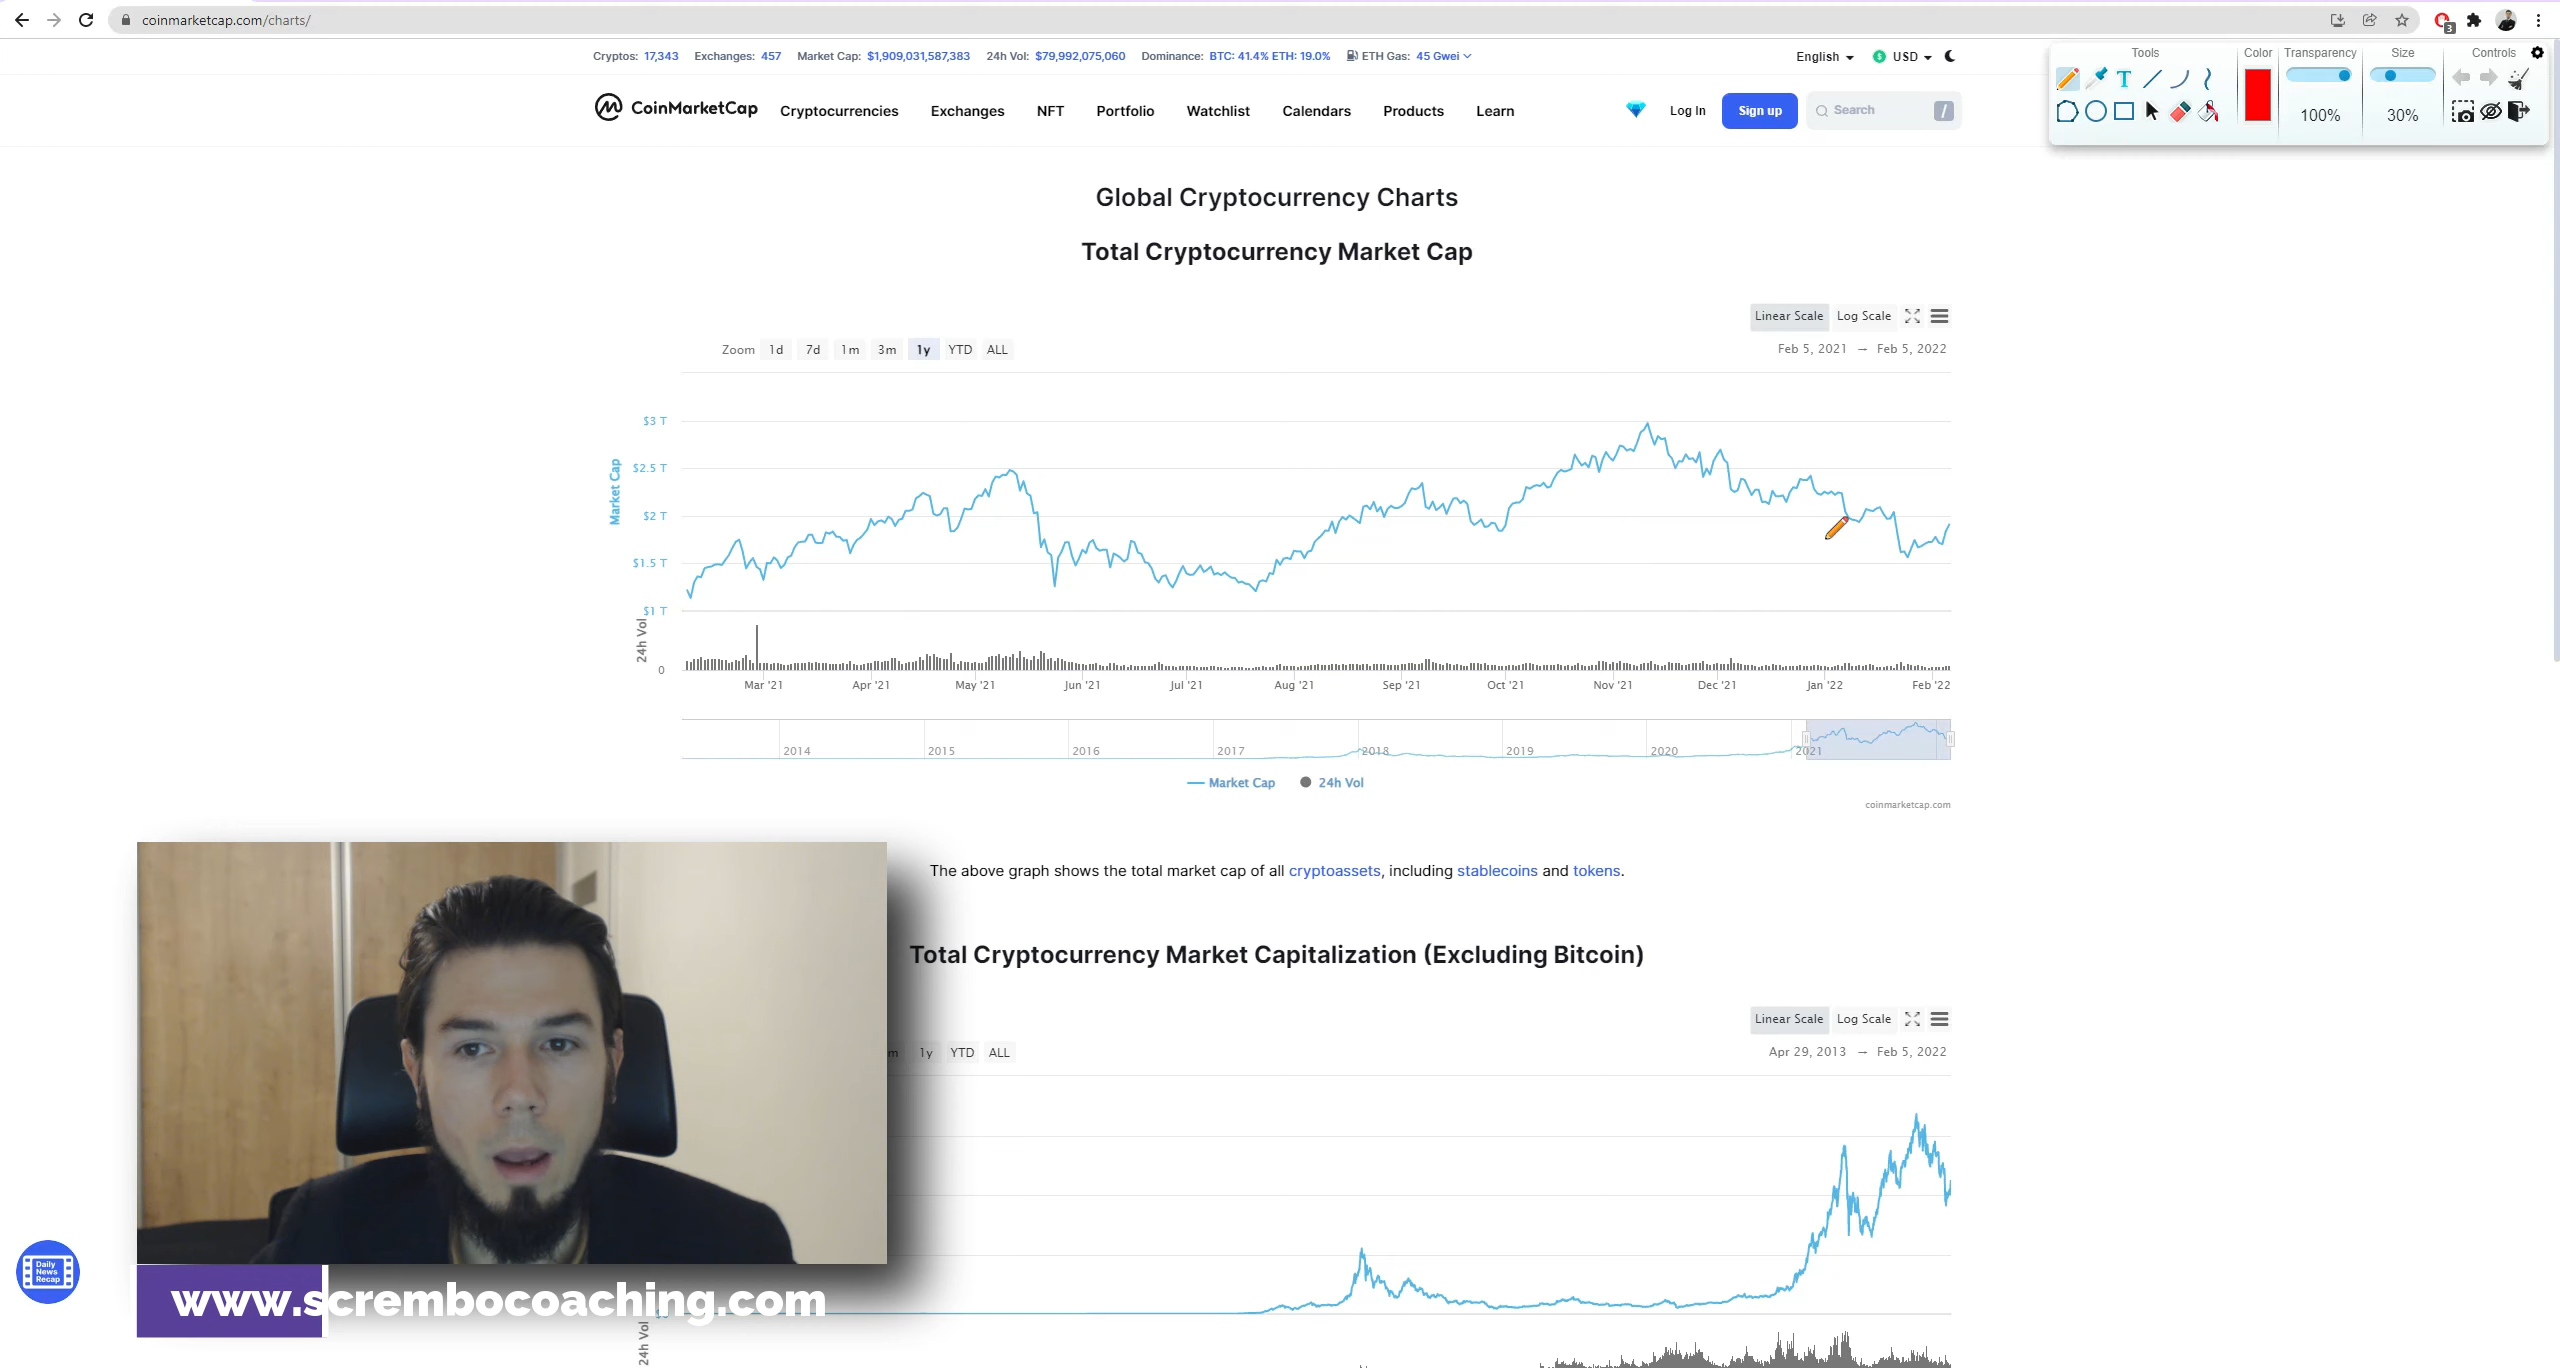 coinmarketcap.com/charts/
3
Cryptos: 17,343 Exchanges: 457 Market Cap: $1,909,031,587,383 24h Vol: $79,992,075,060 Dominance: BTC: 41.4% ETH: 19.0% ETH Gas: 45 Gwei
English USD
Tools Color Transparency Size Controls
T
100% 30%
CoinMarketCap Cryptocurrencies Exchanges NFT Portfolio Watchlist Calendars Products Learn
Log In Sign up Search /
Global Cryptocurrency Charts
Total Cryptocurrency Market Cap
Linear Scale Log Scale
Zoom 1d 7d 1m 3m 1y YTD ALL
Feb 5, 2021 → Feb 5, 2022
$3 T
$2.5 T
$2 T
$1.5 T
$1 T
Market Cap
24h Vol
0
Mar '21 Apr '21 May '21 Jun '21 Jul '21 Aug '21 Sep '21 Oct '21 Nov '21 Dec '21 Jan '22 Feb '22
2014 2015 2016 2017 2018 2019 2020 2021
Market Cap 24h Vol
coinmarketcap.com
The above graph shows the total market cap of all cryptoassets, including stablecoins and tokens.
Total Cryptocurrency Market Capitalization (Excluding Bitcoin)
Linear Scale Log Scale
1y YTD ALL
Apr 29, 2013 → Feb 5, 2022
Daily
News
Recap
www.scrembocoaching.com
24h Vol